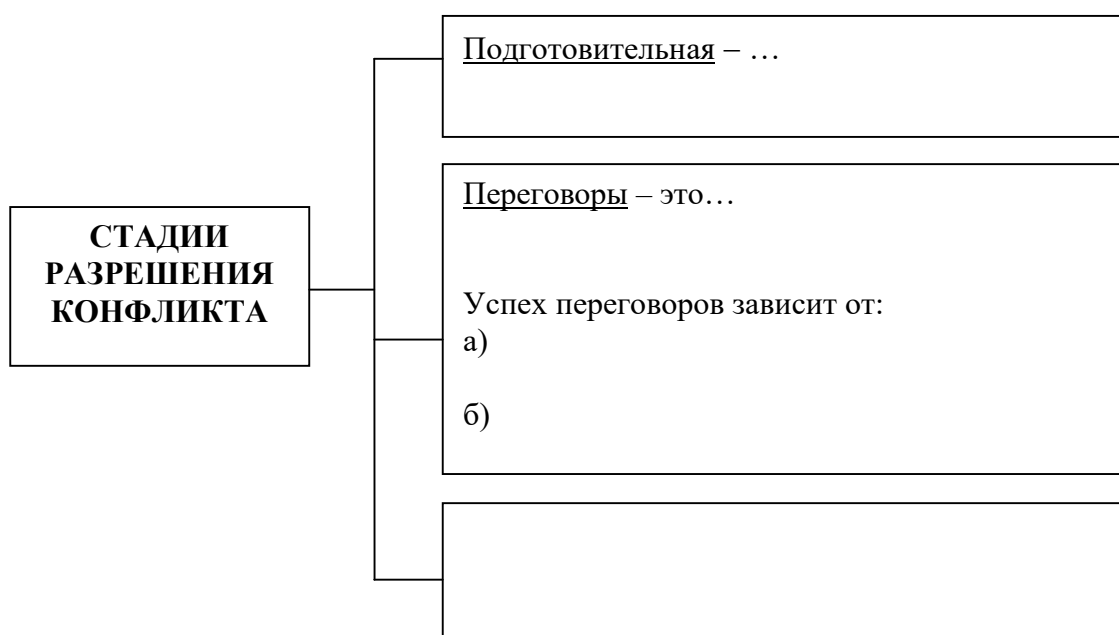 Подготовительная – …
Переговоры – это…
Успех переговоров зависит от:
а)
б)
СТАДИИ
РАЗРЕШЕНИЯ
КОНФЛИКТА